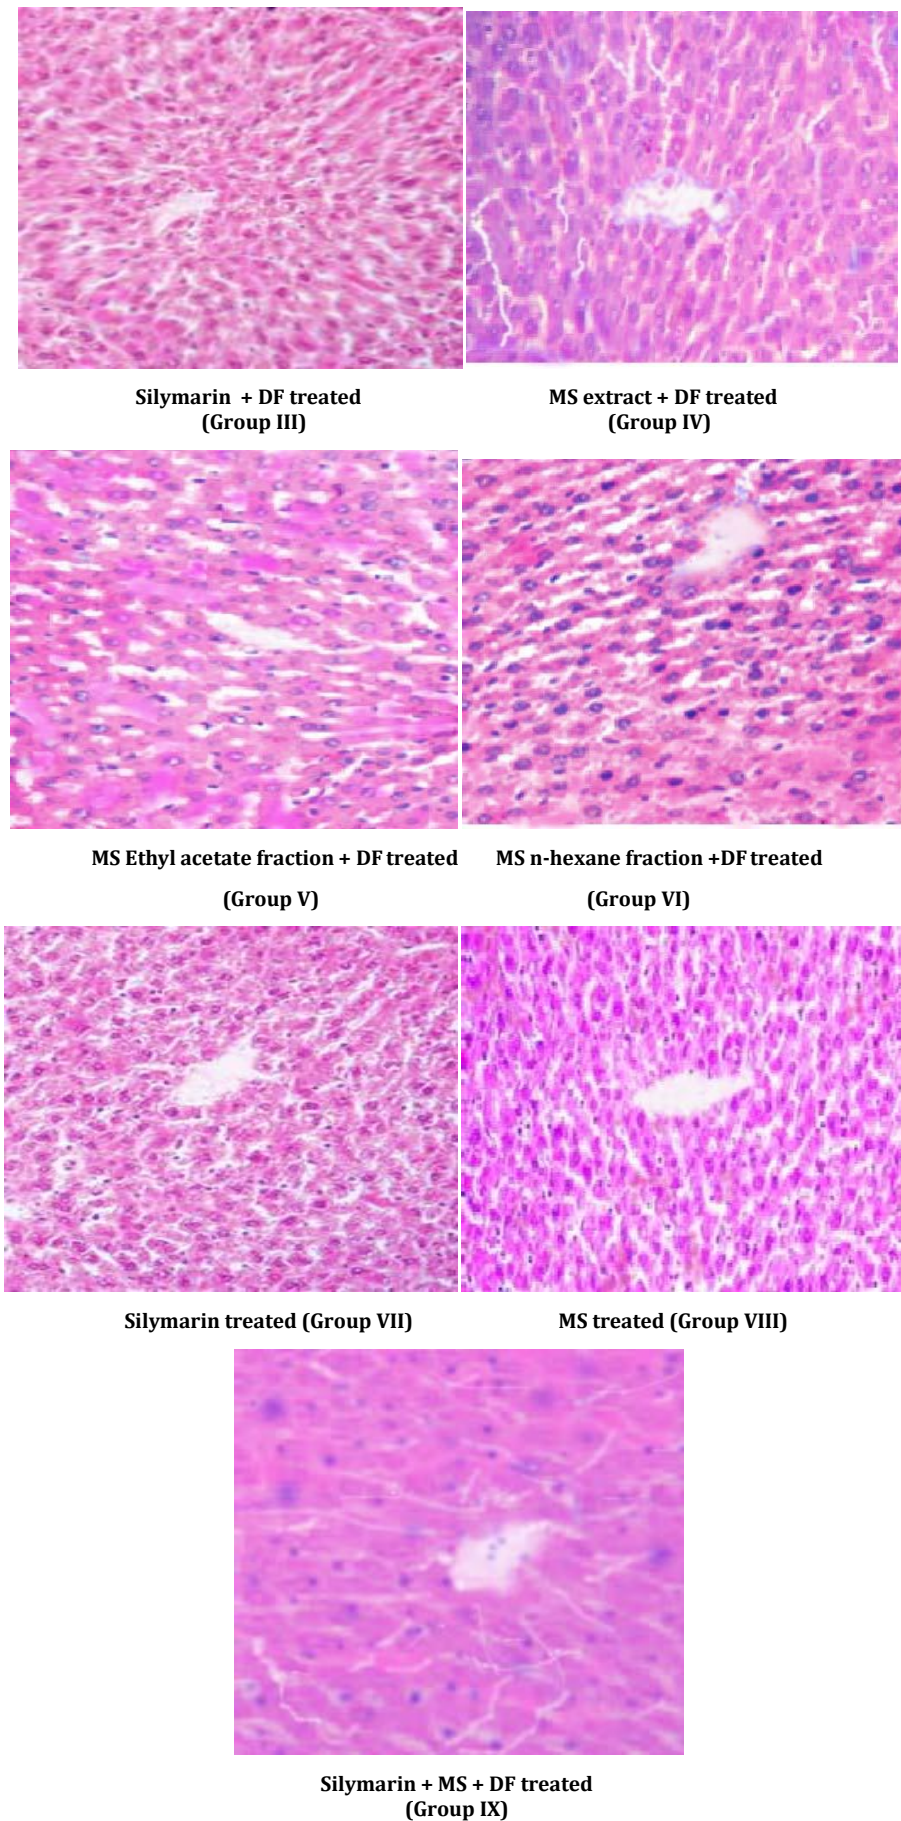 Silymarin + DF treated
(Group III)
MS extract + DF treated
(Group IV)
MS Ethyl acetate fraction + DF treated
(Group V)
MS n-hexane fraction +DF treated
(Group VI)
Silymarin treated (Group VII)
MS treated (Group VIII)
Silymarin + MS + DF treated
(Group IX)